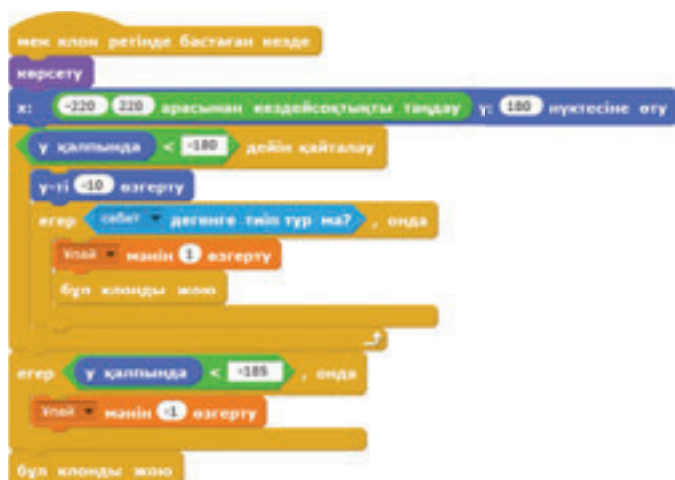 мен клон ретінде бастаған кезде
көрсету
x: -220 220 арасынан кездейсоқтықты таңдау y: 180 нүктесіне өту
y қалпында < -180 дейін қайталау
y-ті -10 өзгерту
егер себет дегенге тиіп тұр ма? , онда
Ұпай мәнін 1 өзгерту
бұл клонды жою
егер y қалпында < -185 , онда
Ұпай мәнін -1 өзгерту
бұл клонды жою